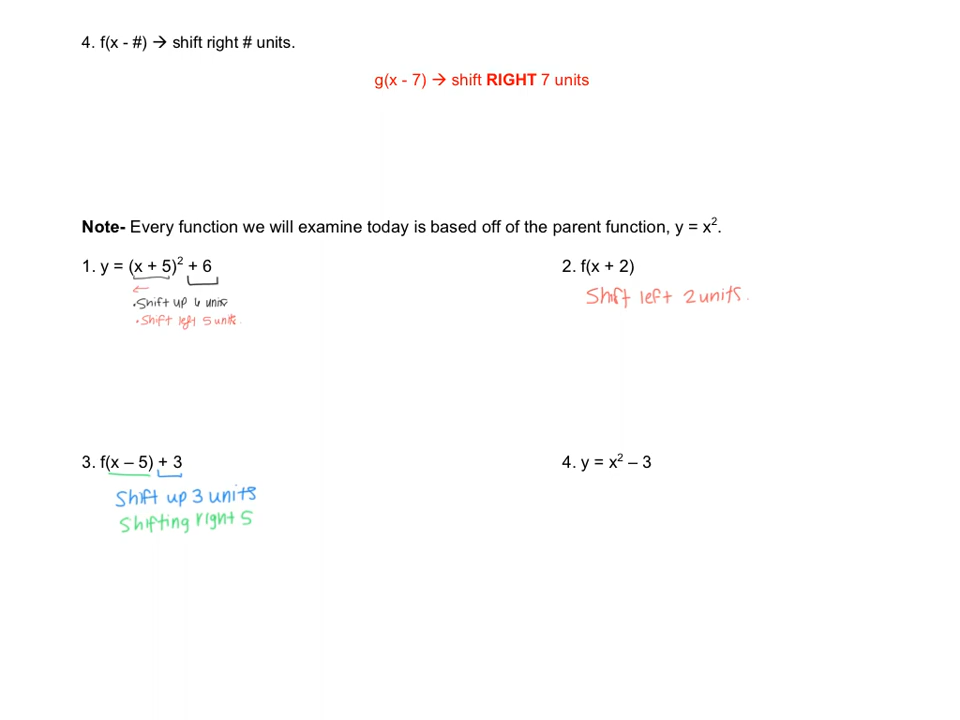 4. f(x - #) → shift right # units.
g(x - 7) → shift RIGHT 7 units
Note- Every function we will examine today is based off of the parent function, y = x².
1. y = (x + 5)² + 6
2. f(x + 2)
←
• Shift up 6 units
• Shift left 5 units.
Shift left 2 units.
3. f(x – 5) + 3
4. y = x² – 3
Shift up 3 units
Shifting right 5